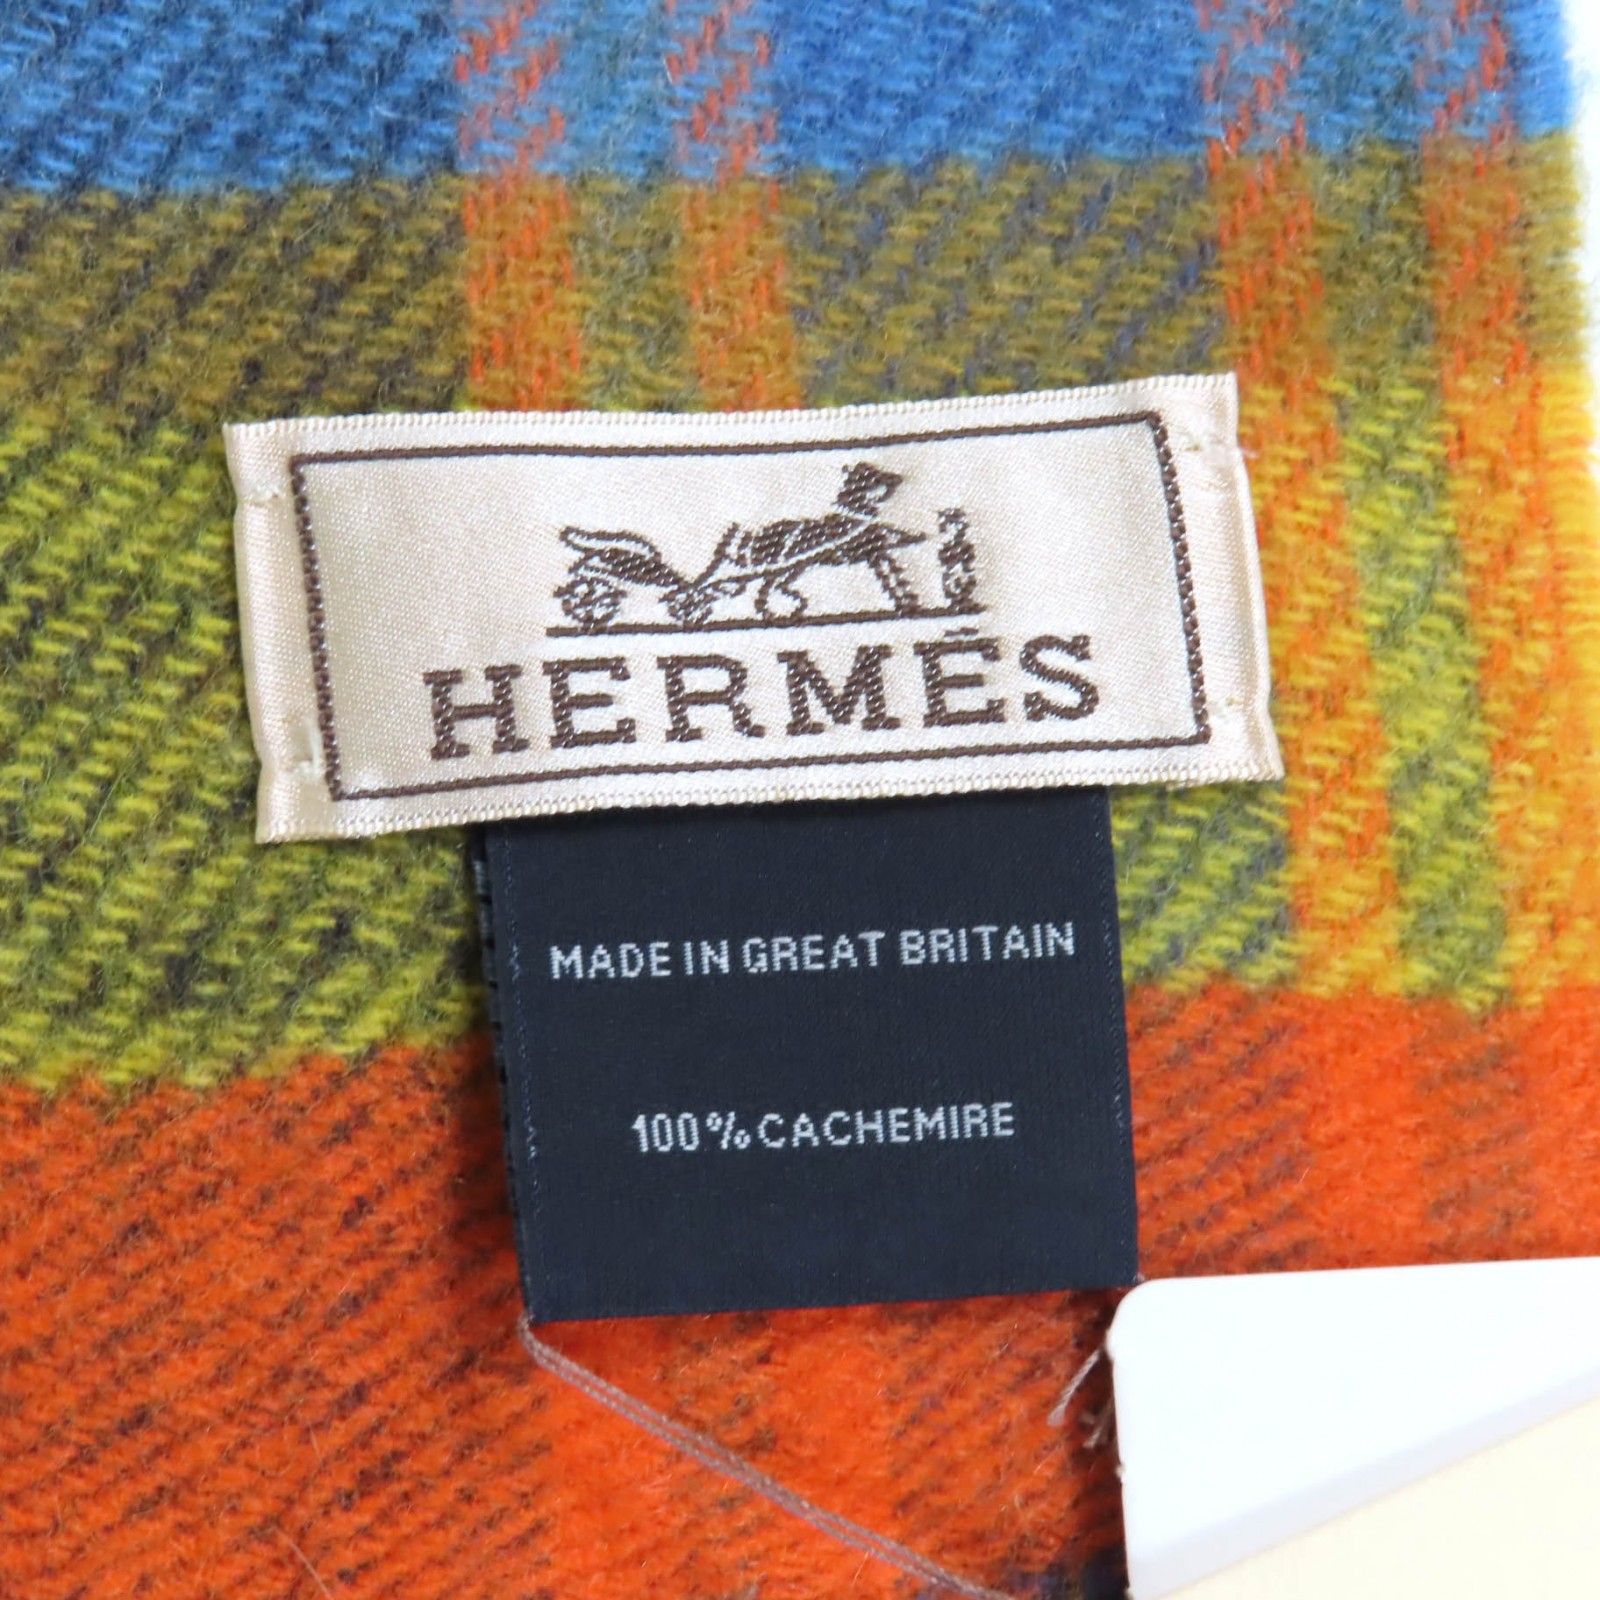 HERMÈS
MADE IN GREAT BRITAIN
100% CACHEMIRE